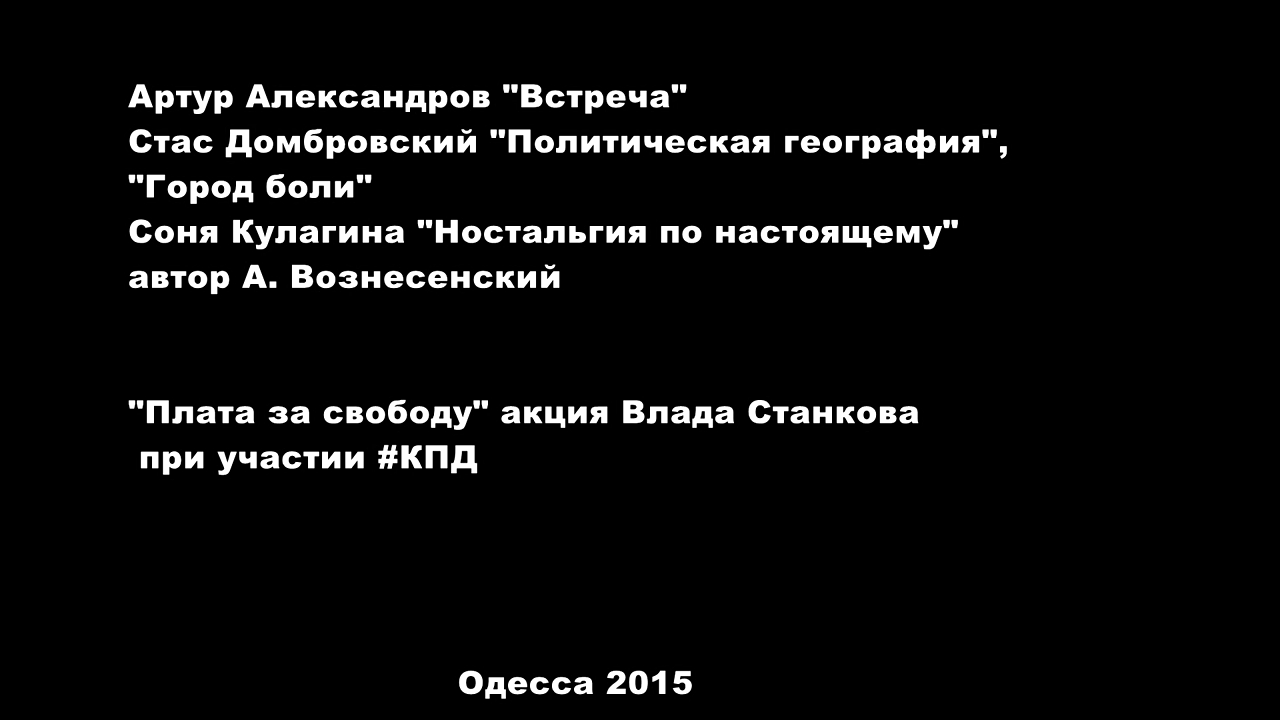 Артур Александров "Встреча"
Стас Домбровский "Политическая география",
"Город боли"
Соня Кулагина "Ностальгия по настоящему"
автор А. Вознесенский
"Плата за свободу" акция Влада Станкова
при участии #КПД
Одесса 2015